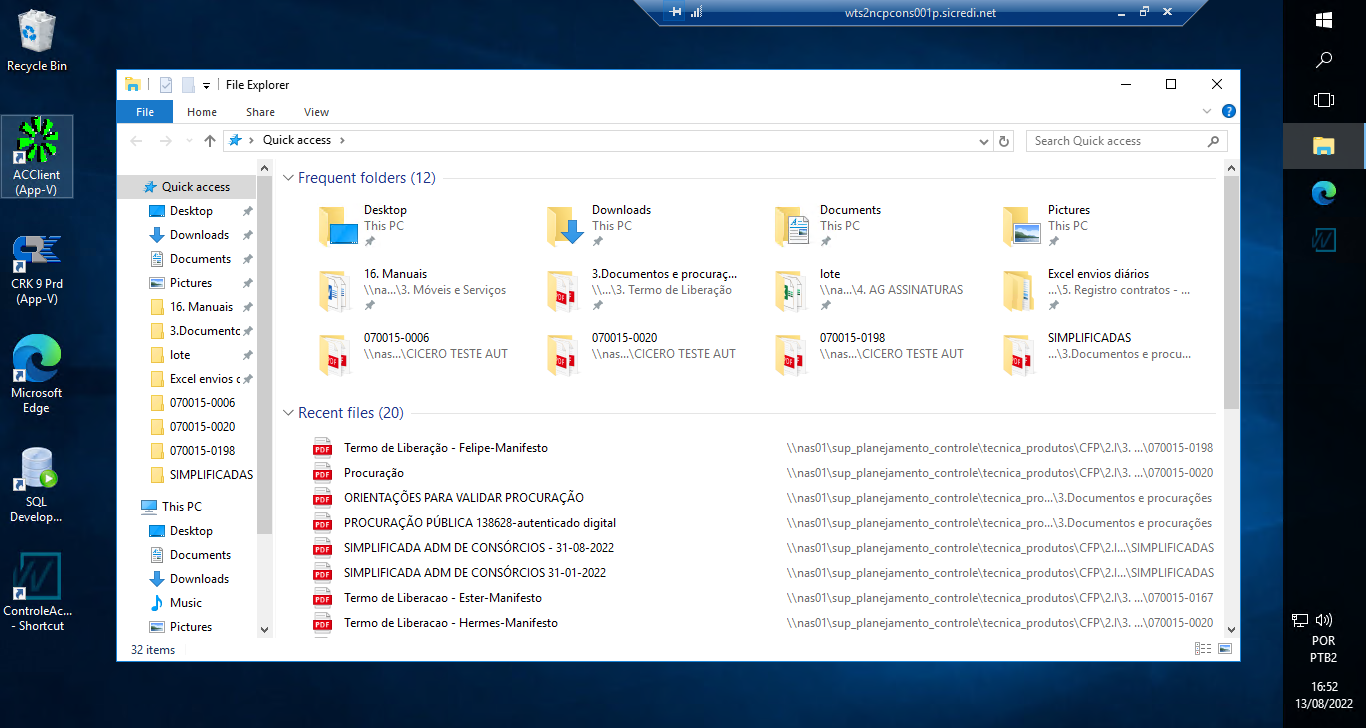 wts2ncpcons001p.sicredi.net
Recycle Bin
ACClient
(App-V)
CRK 9 Prd
(App-V)
Microsoft
Edge
SQL
Develop...
ControleAc...
- Shortcut
File Explorer
File Home Share View
Quick access
Search Quick access
Quick access
Desktop
Downloads
Documents
Pictures
16. Manuais
3.Documento
lote
Excel envios d
070015-0006
070015-0020
070015-0198
SIMPLIFICADAS
This PC
Desktop
Documents
Downloads
Music
Pictures
Frequent folders (12)
Desktop
This PC
Downloads
This PC
Documents
This PC
Pictures
This PC
16. Manuais
\\na...\3. Móveis e Serviços
3.Documentos e procuraç...
\\...\3. Termo de Liberação
lote
\\na...\4. AG ASSINATURAS
Excel envios diários
...\5. Registro contratos - ...
070015-0006
\\nas...\CICERO TESTE AUT
070015-0020
\\nas...\CICERO TESTE AUT
070015-0198
\\nas...\CICERO TESTE AUT
SIMPLIFICADAS
...\3.Documentos e procu...
Recent files (20)
PDF Termo de Liberação - Felipe-Manifesto \\nas01\sup_planejamento_controle\tecnica_produtos\CFP\2.I\3. ...\070015-0198
PDF Procuração \\nas01\sup_planejamento_controle\tecnica_produtos\CFP\2.I\3. ...\070015-0020
PDF ORIENTAÇÕES PARA VALIDAR PROCURAÇÃO \\nas01\sup_planejamento_controle\tecnica_pro...\3.Documentos e procurações
PDF PROCURAÇÃO PÚBLICA 138628-autenticado digital \\nas01\sup_planejamento_controle\tecnica_pro...\3.Documentos e procurações
PDF SIMPLIFICADA ADM DE CONSÓRCIOS - 31-08-2022 \\nas01\sup_planejamento_controle\tecnica_produtos\CFP\2.I...\SIMPLIFICADAS
PDF SIMPLIFICADA ADM DE CONSÓRCIOS 31-01-2022 \\nas01\sup_planejamento_controle\tecnica_produtos\CFP\2.I...\SIMPLIFICADAS
PDF Termo de Liberacao - Ester-Manifesto \\nas01\sup_planejamento_controle\tecnica_produtos\CFP\2.I\3. ...\070015-0167
PDF Termo de Liberacao - Hermes-Manifesto \\nas01\sup_planejamento_controle\tecnica_produtos\CFP\2.I\3. ...\070015-0020
32 items
POR
PTB2
16:52
13/08/2022